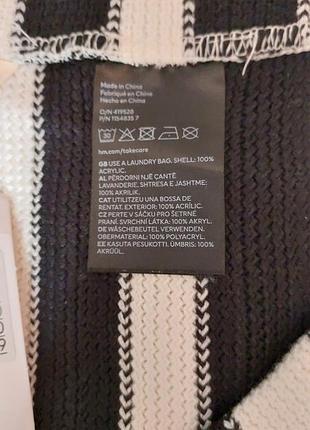 Made in China
Fabriqué en China
Hecho en China
O/N 419528
P/N 1154835 7
30
hm.com/takecare
GB USE A LAUNDRY BAG. SHELL: 100%
ACRYLIC.
AL PËRDORNI NJË CANTË
LAVANDERIE. SHTRESA E JASHTME:
100% AKRILIK.
CAT UTILITZEU UNA BOSSA DE
RENTAT. EXTERIOR: 100% ACRÍLIC.
CZ PERTE V SÁČKU PRO ŠETRNÉ
PRANÍ. SVRCHNÍ LÁTKA: 100% AKRYL.
DE WÄSCHEBEUTEL VERWENDEN.
OBERMATERIAL: 100% POLYACRYL.
EE KASUTA PESUKOTTI. ÜMBRIS: 100%
AKRÜÜL.